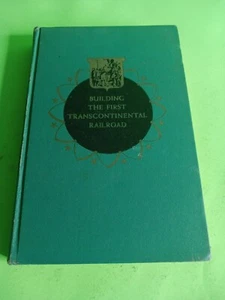 BUILDING
THE FIRST
TRANSCONTINENTAL
RAILROAD